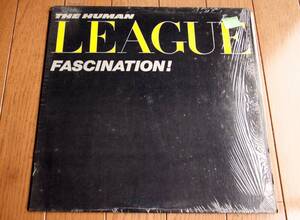 THE HUMAN
LEAGUE
FASCINATION!